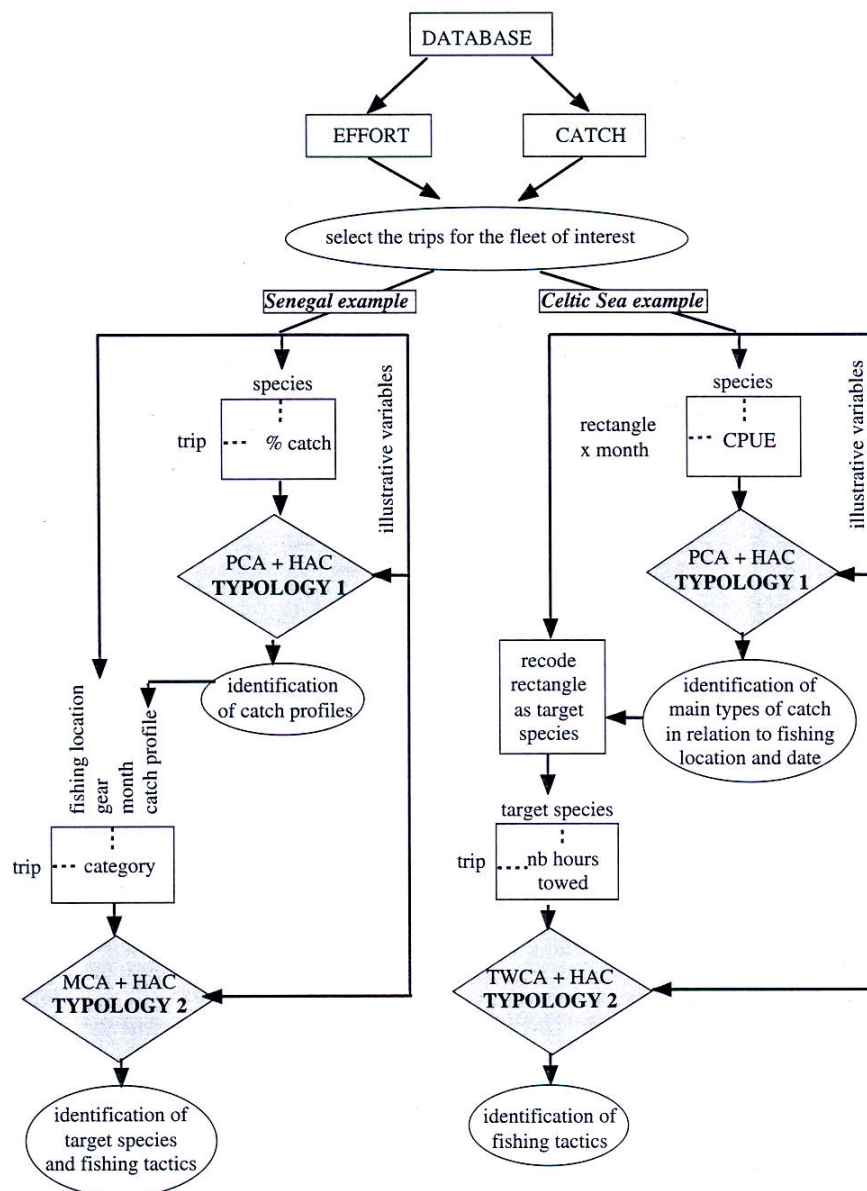 DATABASE
EFFORT
CATCH
select the trips for the fleet of interest
Senegal example
species
trip
% catch
illustrative variables
PCA + HAC
TYPOLOGY 1
identification
of catch profiles
fishing location
gear
month
catch profile
trip
category
MCA + HAC
TYPOLOGY 2
identification of
target species
and fishing tactics
Celtic Sea example
species
rectangle
x month
CPUE
illustrative variables
PCA + HAC
TYPOLOGY 1
recode
rectangle
as target
species
identification of
main types of catch
in relation to fishing
location and date
target species
trip
nb hours
towed
TWCA + HAC
TYPOLOGY 2
identification of
fishing tactics